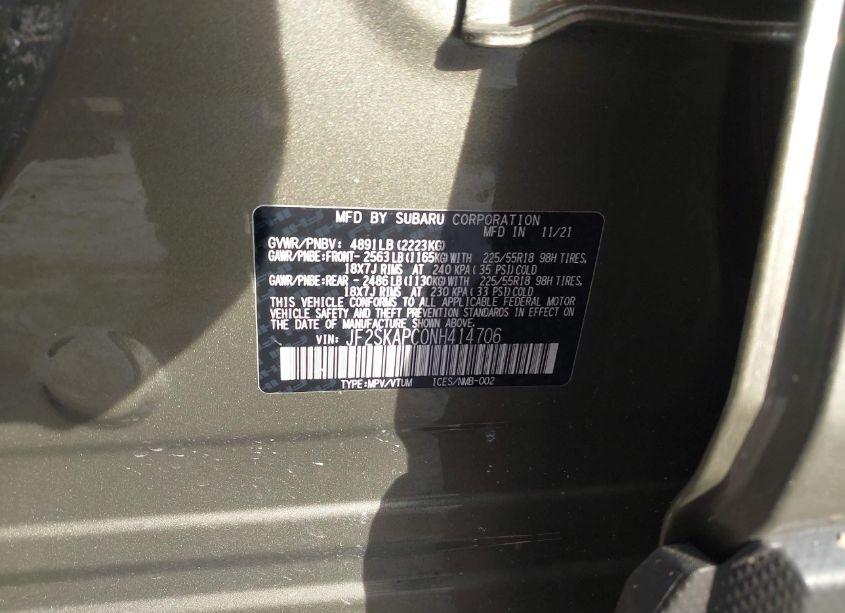 MFD BY SUBARU CORPORATION
MFD IN 11/21
GVWR/PNBV: 4891LB(2223KG)
GAWR/PNBE:FRONT- 2563LB(1165KG)WITH 225/55R18 98H TIRES,
18X7J RIMS AT 240 KPA(35 PSI)COLD
GAWR/PNBE:REAR - 2486LB(1130KG)WITH 225/55R18 98H TIRES,
18X7J RIMS AT 230 KPA(33 PSI)COLD
THIS VEHICLE CONFORMS TO ALL APPLICABLE FEDERAL MOTOR
VEHICLE SAFETY AND THEFT PREVENTION STANDARDS IN EFFECT ON
THE DATE OF MANUFACTURE SHOWN ABOVE.
VIN: JF2SKAPC0NH414706
TYPE:MPV/VTUM ICES/NMB-002